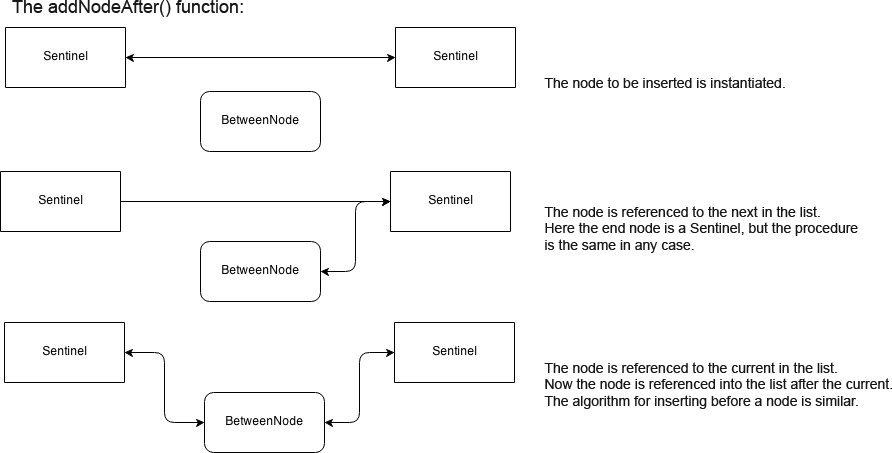 The addNodeAfter() function:
Sentinel
Sentinel
The node to be inserted is instantiated.
BetweenNode
Sentinel
Sentinel
The node is referenced to the next in the list.
Here the end node is a Sentinel, but the procedure
is the same in any case.
BetweenNode
Sentinel
Sentinel
The node is referenced to the current in the list.
Now the node is referenced into the list after the current.
The algorithm for inserting before a node is similar.
BetweenNode